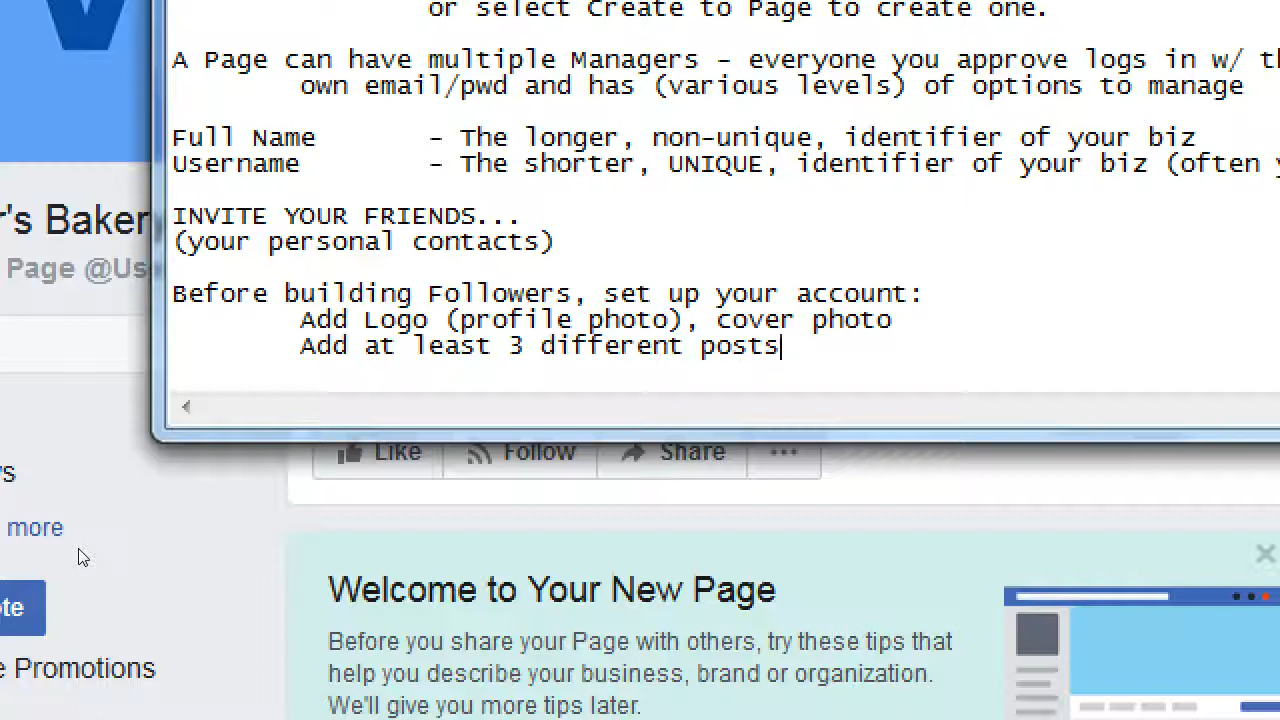 or select Create to Page to create one.
A Page can have multiple Managers - everyone you approve logs in w/
own email/pwd and has (various levels) of options to manage
Full Name - The longer, non-unique, identifier of your biz
Username - The shorter, UNIQUE, identifier of your biz (often
INVITE YOUR FRIENDS...
(your personal contacts)
Before building Followers, set up your account:
Add Logo (profile photo), cover photo
Add at least 3 different posts
r's Baker
Page @Us
Like Follow Share ...
more
Welcome to Your New Page
Before you share your Page with others, try these tips that
help you describe your business, brand or organization.
We'll give you more tips later.
Promotions